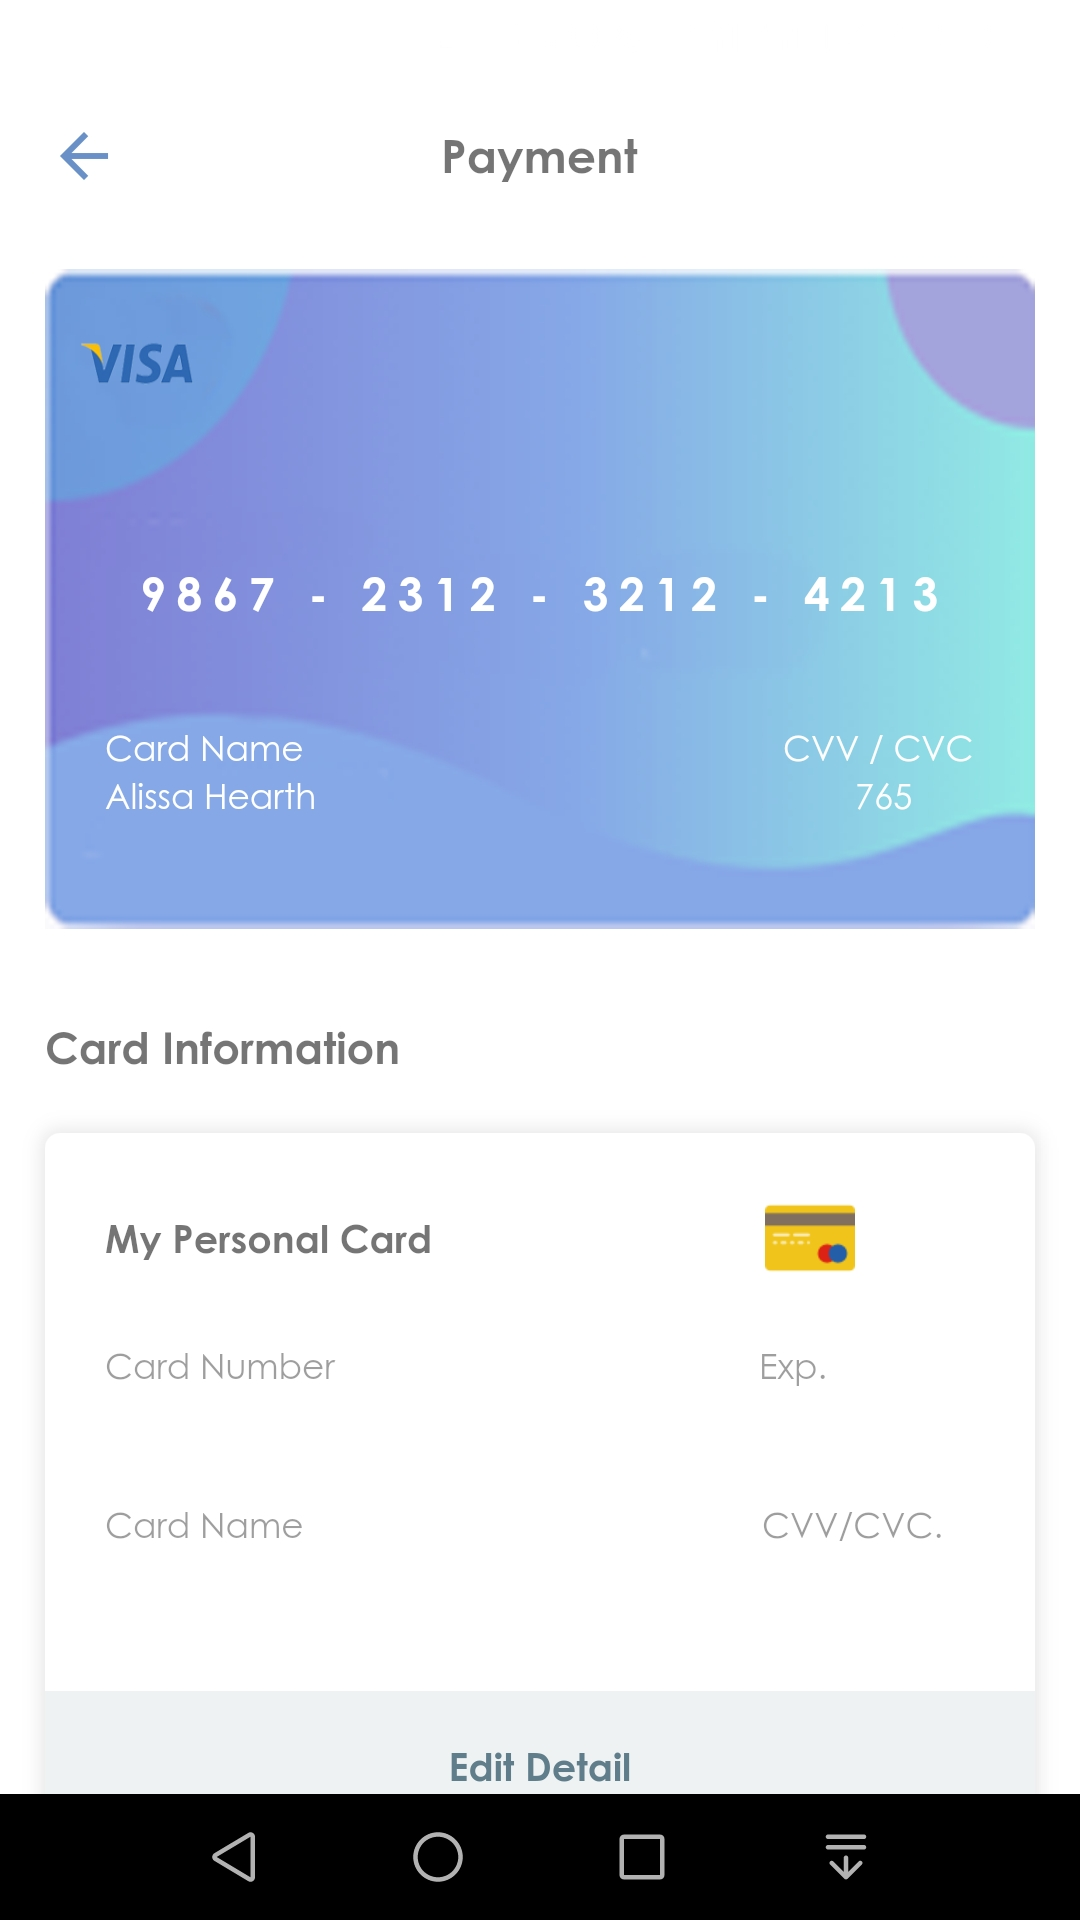 Payment
VISA
9867 - 2312 - 3212 - 4213
Card Name
CVV / CVC
Alissa Hearth
765
Card Information
My Personal Card
Card Number
Exp.
Card Name
CVV/CVC.
Edit Detail